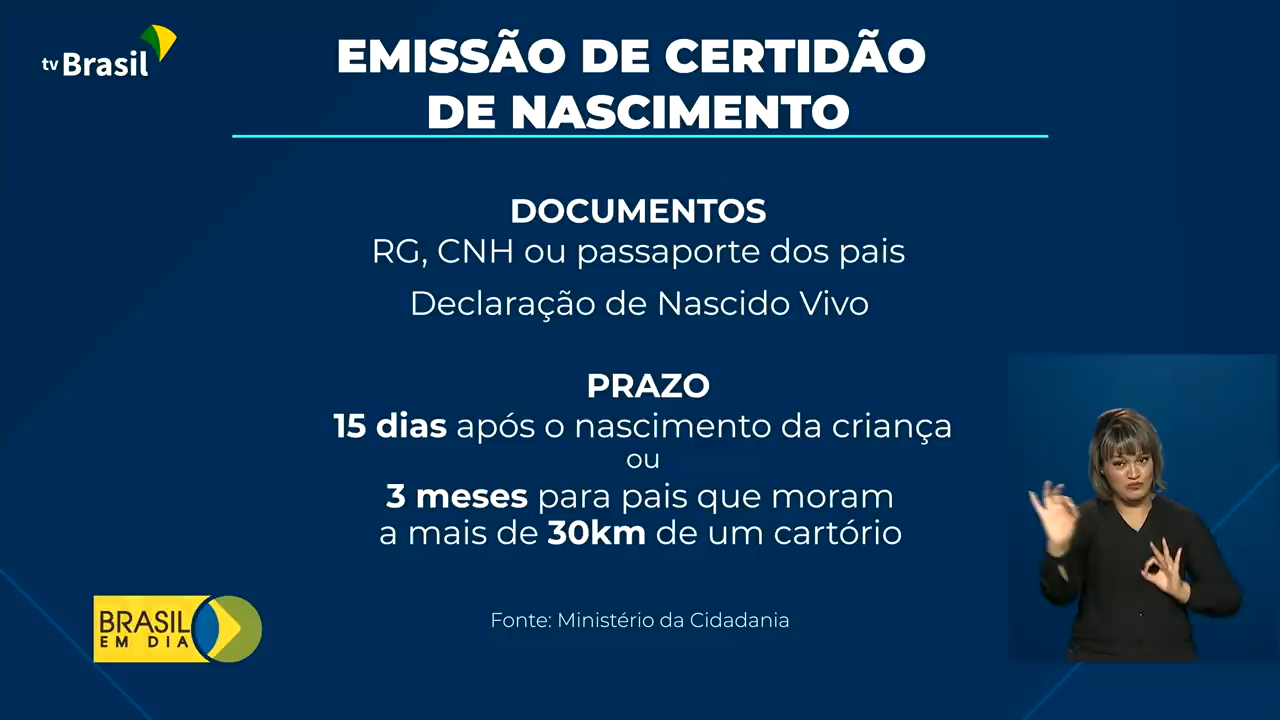 tv Brasil
EMISSÃO DE CERTIDÃO
DE NASCIMENTO
DOCUMENTOS
RG, CNH ou passaporte dos pais
Declaração de Nascido Vivo
PRAZO
15 dias após o nascimento da criança
ou
3 meses para pais que moram
a mais de 30km de um cartório
Fonte: Ministério da Cidadania
BRASIL
EM DIA